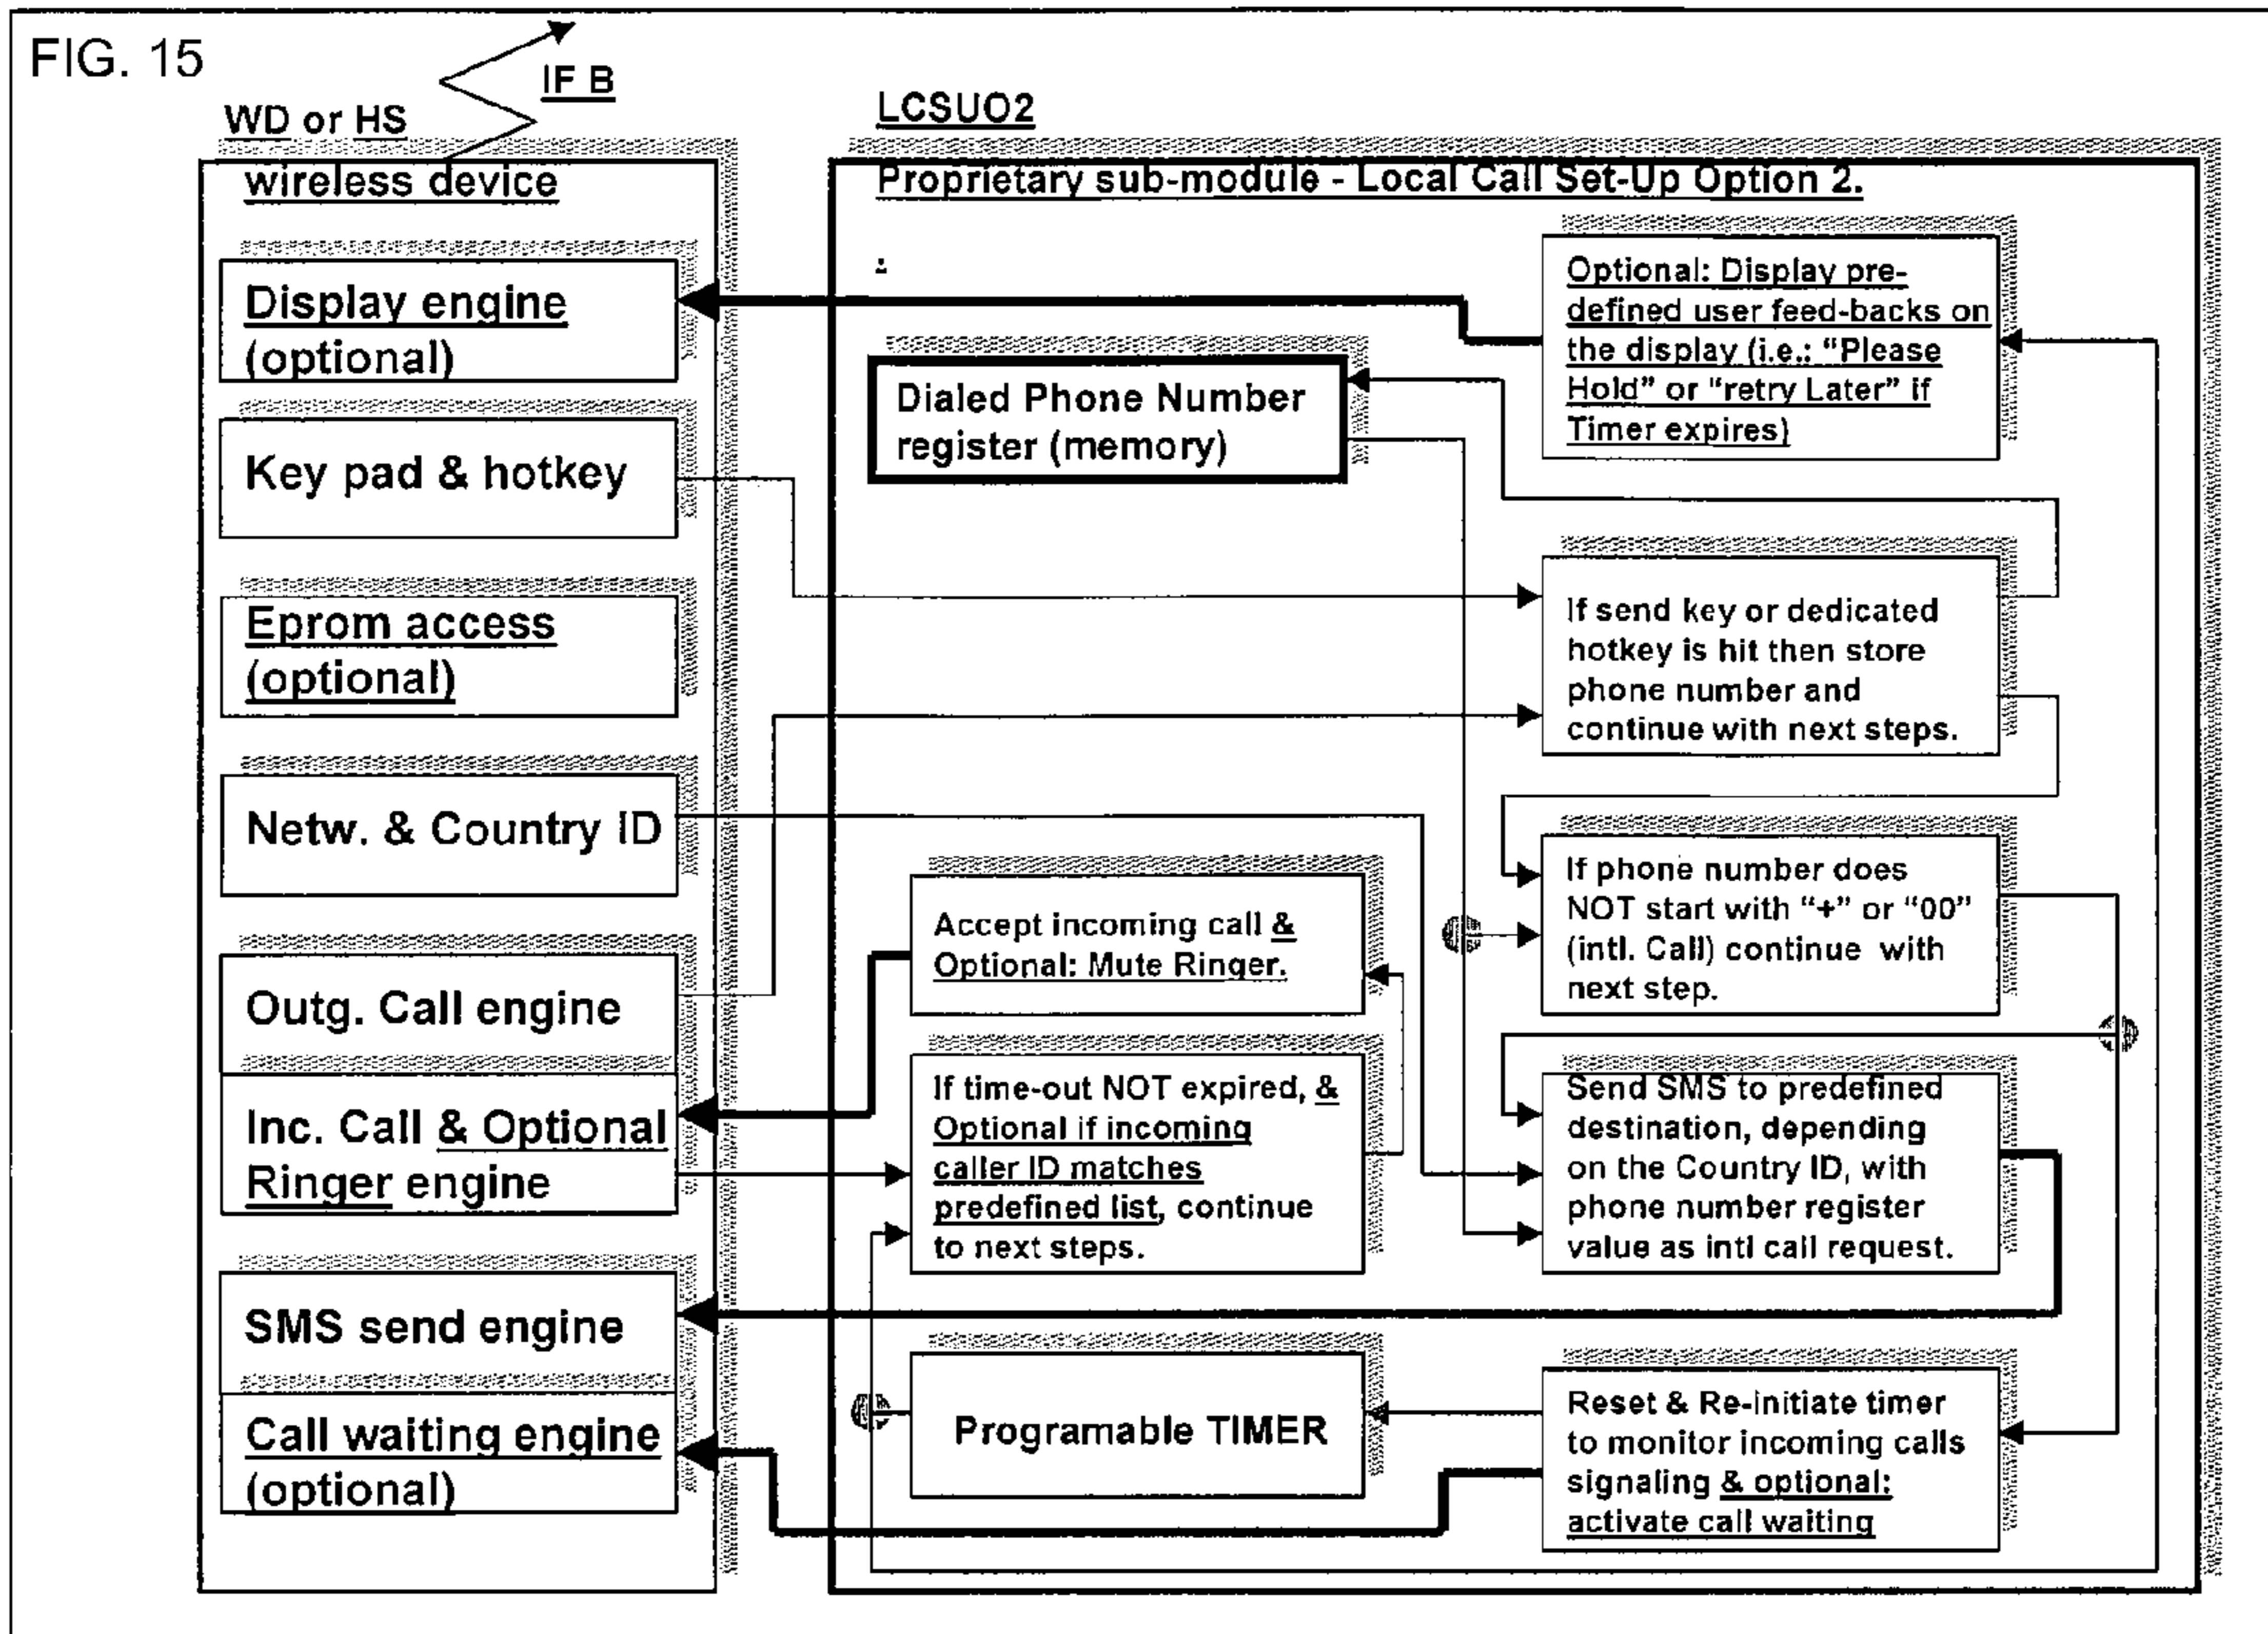 FIG. 15
IF B
WD or HS
wireless device
Display engine
(optional)
Key pad & hotkey
Eprom access
(optional)
Netw. & Country ID
Outg. Call engine
Inc. Call & Optional
Ringer engine
SMS send engine
Call waiting engine
(optional)
LCSUO2
Proprietary sub-module - Local Call Set-Up Option 2.
Dialed Phone Number
register (memory)
Optional: Display pre-
defined user feed-backs on
the display (i.e.: “Please
Hold” or “retry Later” if
Timer expires)
If send key or dedicated
hotkey is hit then store
phone number and
continue with next steps.
If phone number does
NOT start with “+” or “00”
(intl. Call) continue with
next step.
Accept incoming call &
Optional: Mute Ringer.
If time-out NOT expired, &
Optional if incoming
caller ID matches
predefined list, continue
to next steps.
Send SMS to predefined
destination, depending
on the Country ID, with
phone number register
value as intl call request.
Programable TIMER
Reset & Re-initiate timer
to monitor incoming calls
signaling & optional:
activate call waiting